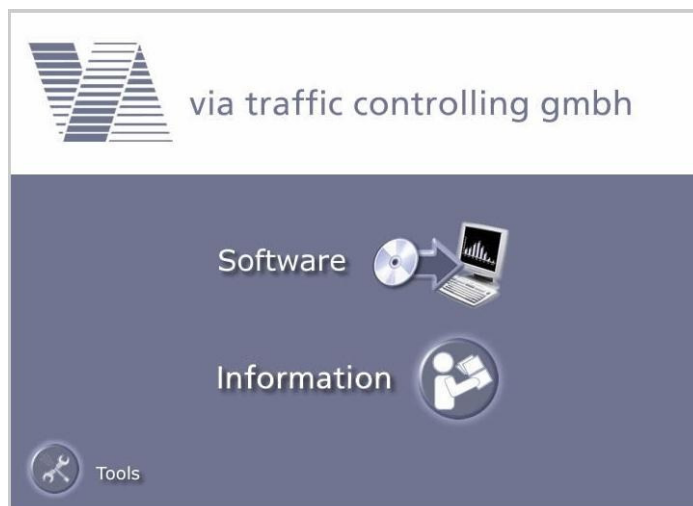 via traffic controlling gmbh
Software
Information
Tools